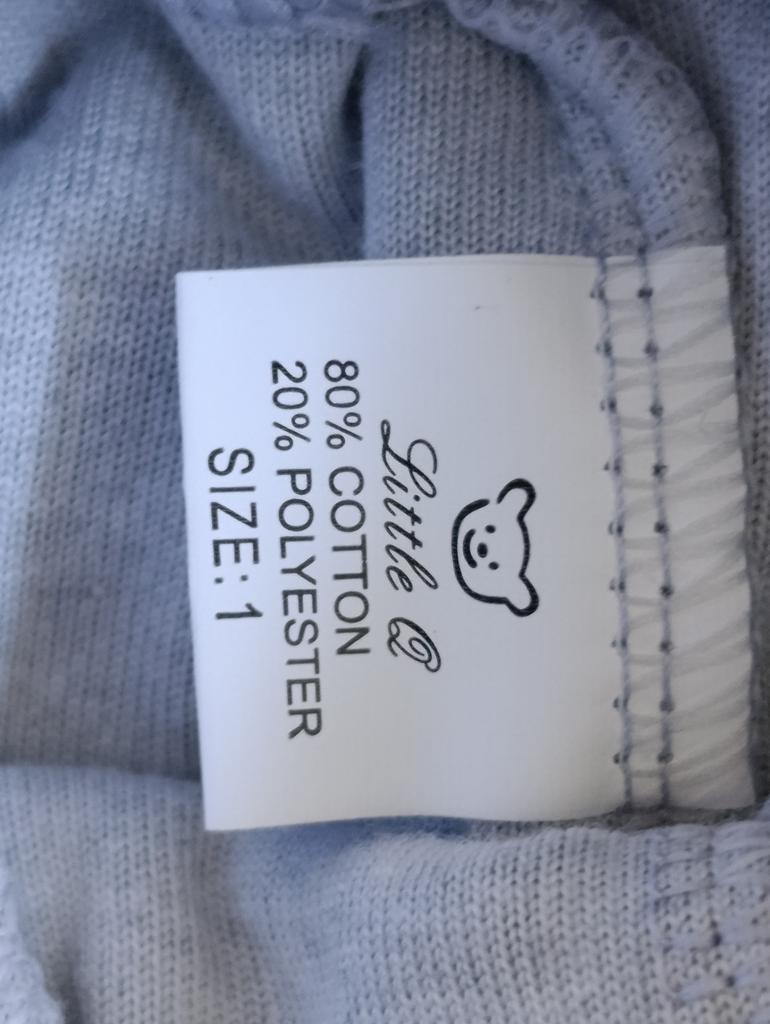 Little Q
80% COTTON
20% POLYESTER
SIZE: 1